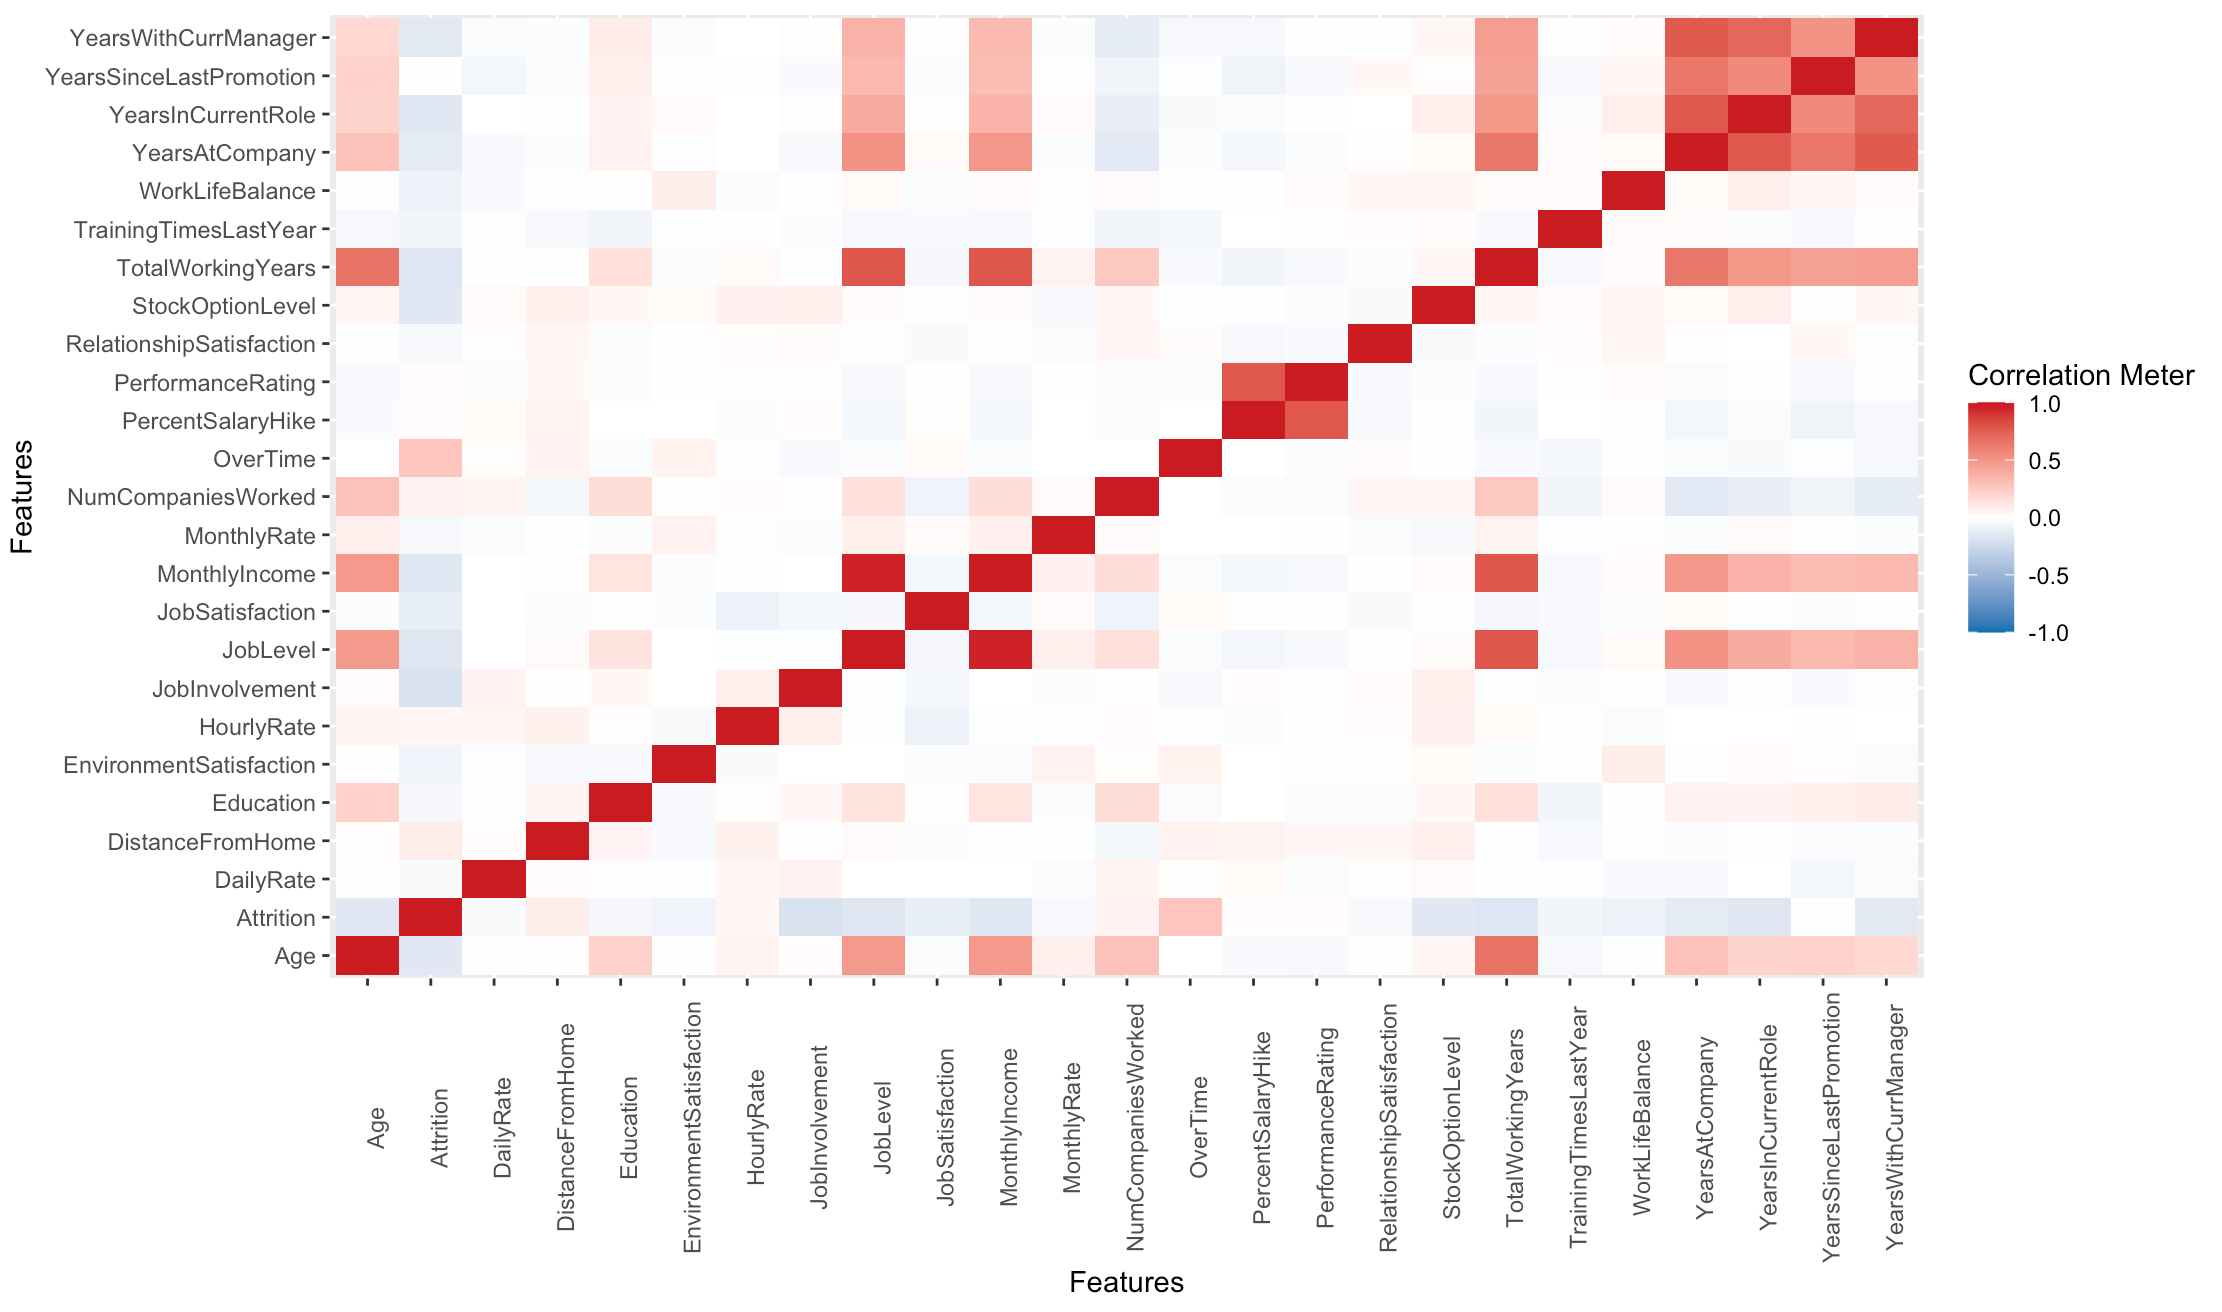 YearsWithCurrManager
YearsSinceLastPromotion
YearsInCurrentRole
YearsAtCompany
WorkLifeBalance
TrainingTimesLastYear
TotalWorkingYears
StockOptionLevel
RelationshipSatisfaction
PerformanceRating
PercentSalaryHike
OverTime
NumCompaniesWorked
MonthlyRate
MonthlyIncome
JobSatisfaction
JobLevel
JobInvolvement
HourlyRate
EnvironmentSatisfaction
Education
DistanceFromHome
DailyRate
Attrition
Age
Features
Age
Attrition
DailyRate
DistanceFromHome
Education
EnvironmentSatisfaction
HourlyRate
JobInvolvement
JobLevel
JobSatisfaction
MonthlyIncome
MonthlyRate
NumCompaniesWorked
OverTime
PercentSalaryHike
PerformanceRating
RelationshipSatisfaction
StockOptionLevel
TotalWorkingYears
TrainingTimesLastYear
WorkLifeBalance
YearsAtCompany
YearsInCurrentRole
YearsSinceLastPromotion
YearsWithCurrManager
Features
Correlation Meter
1.0
0.5
0.0
-0.5
-1.0